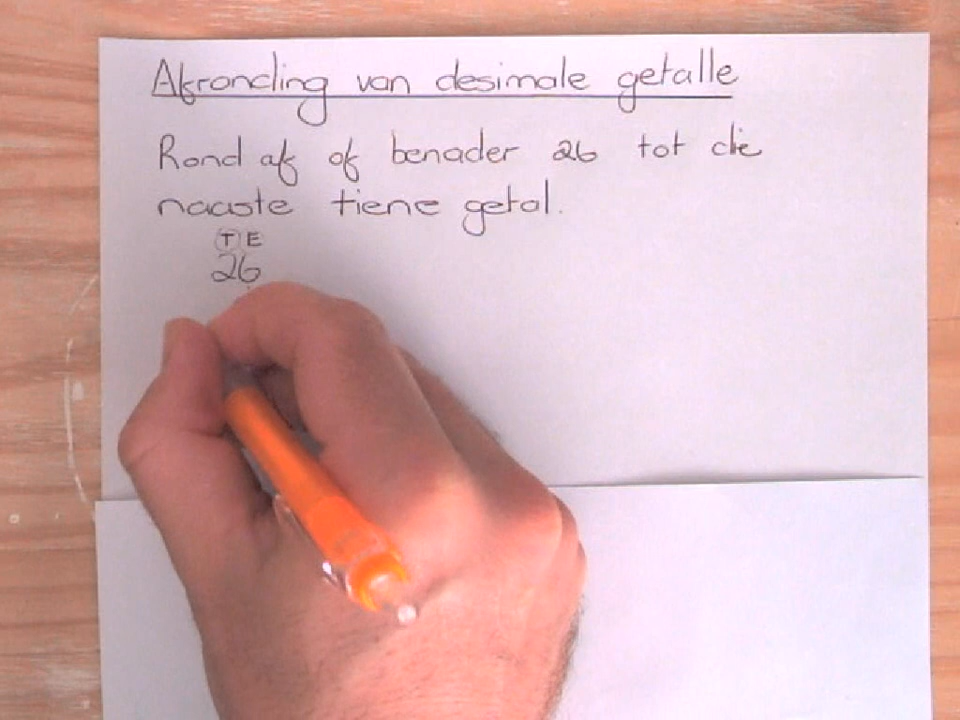 Afronding van desimale getalle
Rond af of benader 26 tot die
naaste tiene getal.
T E
26